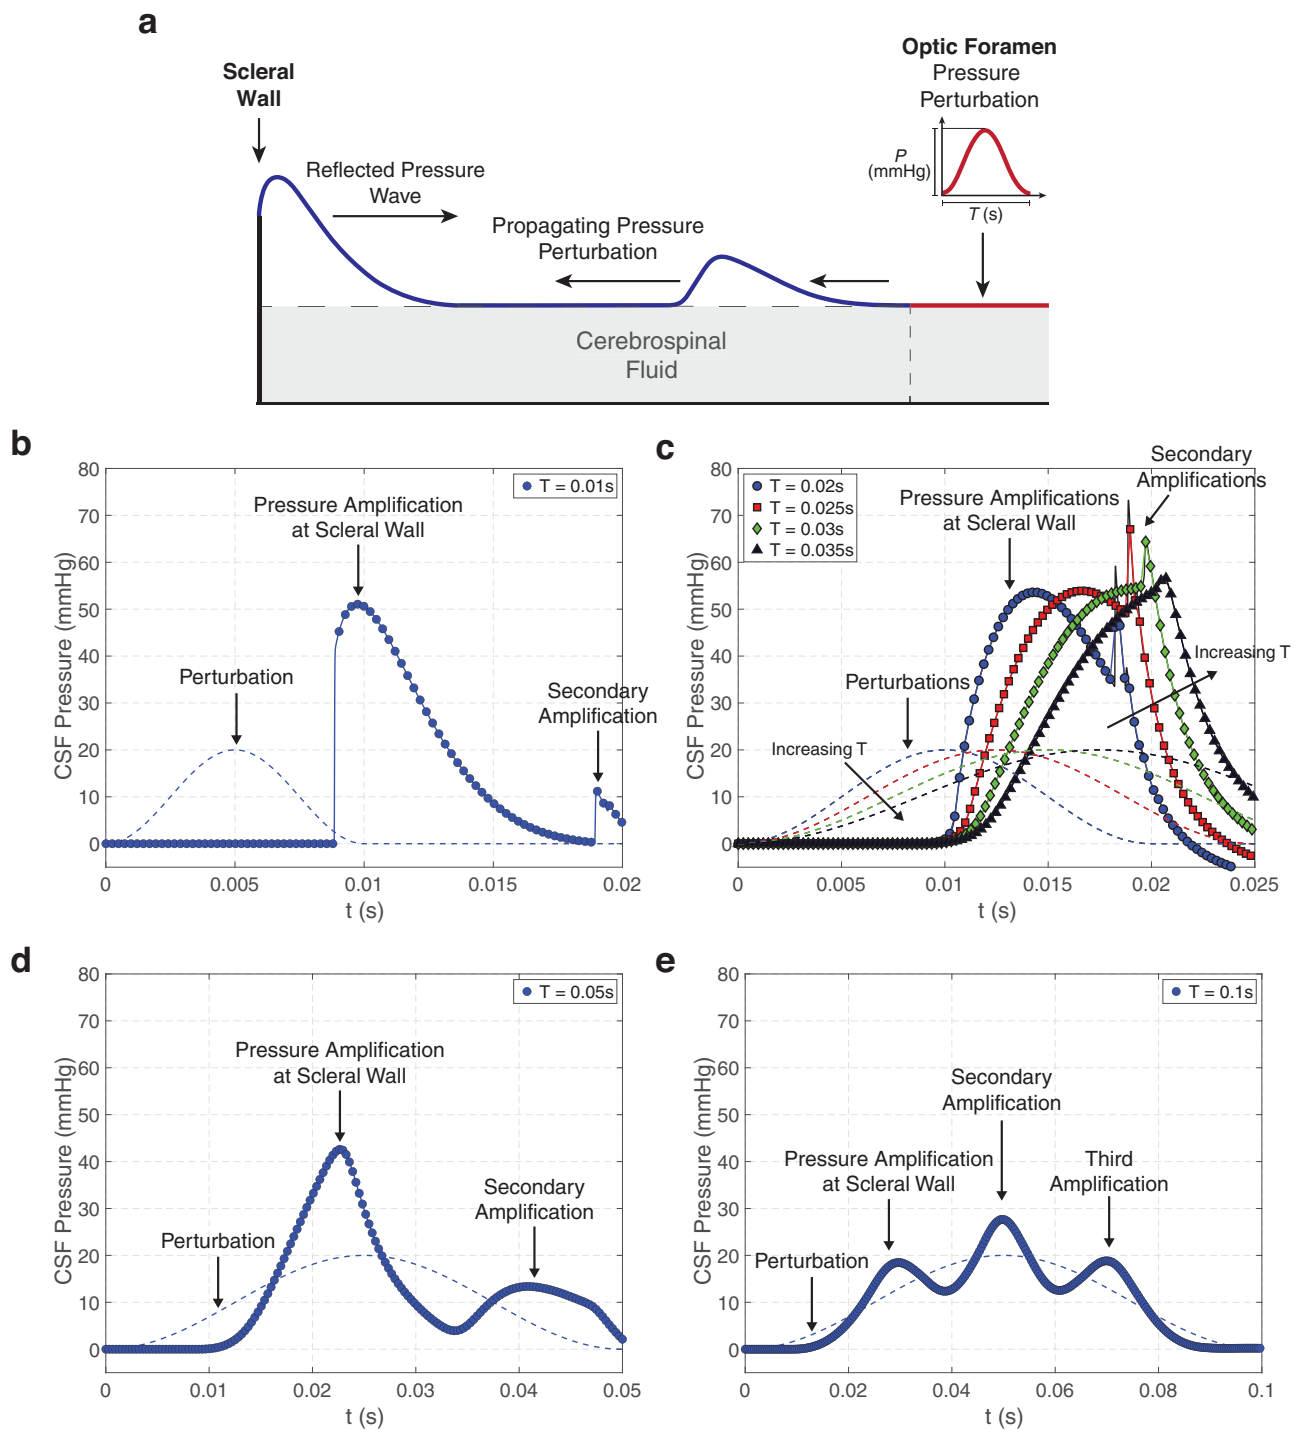 a
Optic Foramen
Pressure
Perturbation
Scleral
Wall
P
(mmHg)
T (s)
Reflected Pressure
Wave
Propagating Pressure
Perturbation
Cerebrospinal
Fluid
b
80
70
60
50
40
30
20
10
0
CSF Pressure (mmHg)
T = 0.01s
Pressure Amplification
at Scleral Wall
Perturbation
Secondary
Amplification
0 0.005 0.01 0.015 0.02
t (s)
c
80
70
60
50
40
30
20
10
0
CSF Pressure (mmHg)
T = 0.02s
T = 0.025s
T = 0.03s
T = 0.035s
Secondary
Amplifications
Pressure Amplifications
at Scleral Wall
Increasing T
Perturbations
Increasing T
0 0.005 0.01 0.015 0.02 0.025
t (s)
d
80
70
60
50
40
30
20
10
0
CSF Pressure (mmHg)
T = 0.05s
Pressure Amplification
at Scleral Wall
Secondary
Amplification
Perturbation
0 0.01 0.02 0.03 0.04 0.05
t (s)
e
80
70
60
50
40
30
20
10
0
CSF Pressure (mmHg)
T = 0.1s
Secondary
Amplification
Pressure Amplification
at Scleral Wall
Third
Amplification
Perturbation
0 0.02 0.04 0.06 0.08 0.1
t (s)